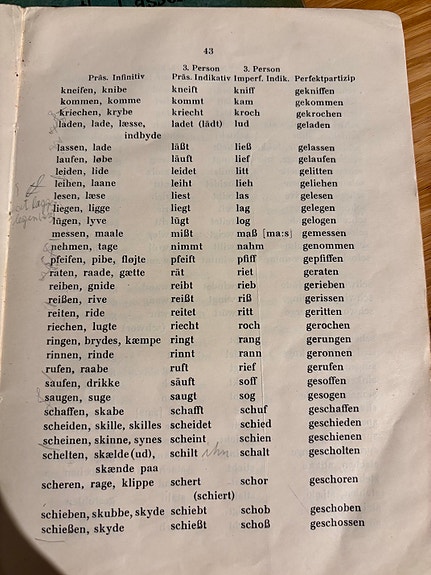 43
3. Person 3. Person
Präs. Infinitiv Präs. Indikativ Imperf. Indik. Perfektpartizip
kneifen, knibe kneift kniff gekniffen
kommen, komme kommt kam gekommen
kriechen, krybe kriecht kroch gekrochen
laden, lade, læsse, ladet (lädt) lud geladen
indbyde
lassen, lade läßt ließ gelassen
laufen, løbe läuft lief gelaufen
leiden, lide leidet litt gelitten
leihen, laane leiht lieh geliehen
lesen, læse liest las gelesen
liegen, ligge liegt lag gelegen
lügen, lyve lügt log gelogen
messen, maale mißt maß [ma:s] gemessen
nehmen, tage nimmt nahm genommen
pfeifen, pibe, fløjte pfeift pfiff gepfiffen
raten, raade, gætte rät riet geraten
reiben, gnide reibt rieb gerieben
reißen, rive reißt riß gerissen
reiten, ride reitet ritt geritten
riechen, lugte riecht roch gerochen
ringen, brydes, kæmpe ringt rang gerungen
rinnen, rinde rinnt rann geronnen
rufen, raabe ruft rief gerufen
saufen, drikke säuft soff gesoffen
saugen, suge saugt sog gesogen
schaffen, skabe schafft schuf geschaffen
scheiden, skille, skilles scheidet schied geschieden
scheinen, skinne, synes scheint schien geschienen
schelten, skælde (ud), schilt ihn schalt gescholten
skænde paa
scheren, rage, klippe schert schor geschoren
(schiert)
schieben, skubbe, skyde schiebt schob geschoben
schießen, skyde schießt schoß geschossen